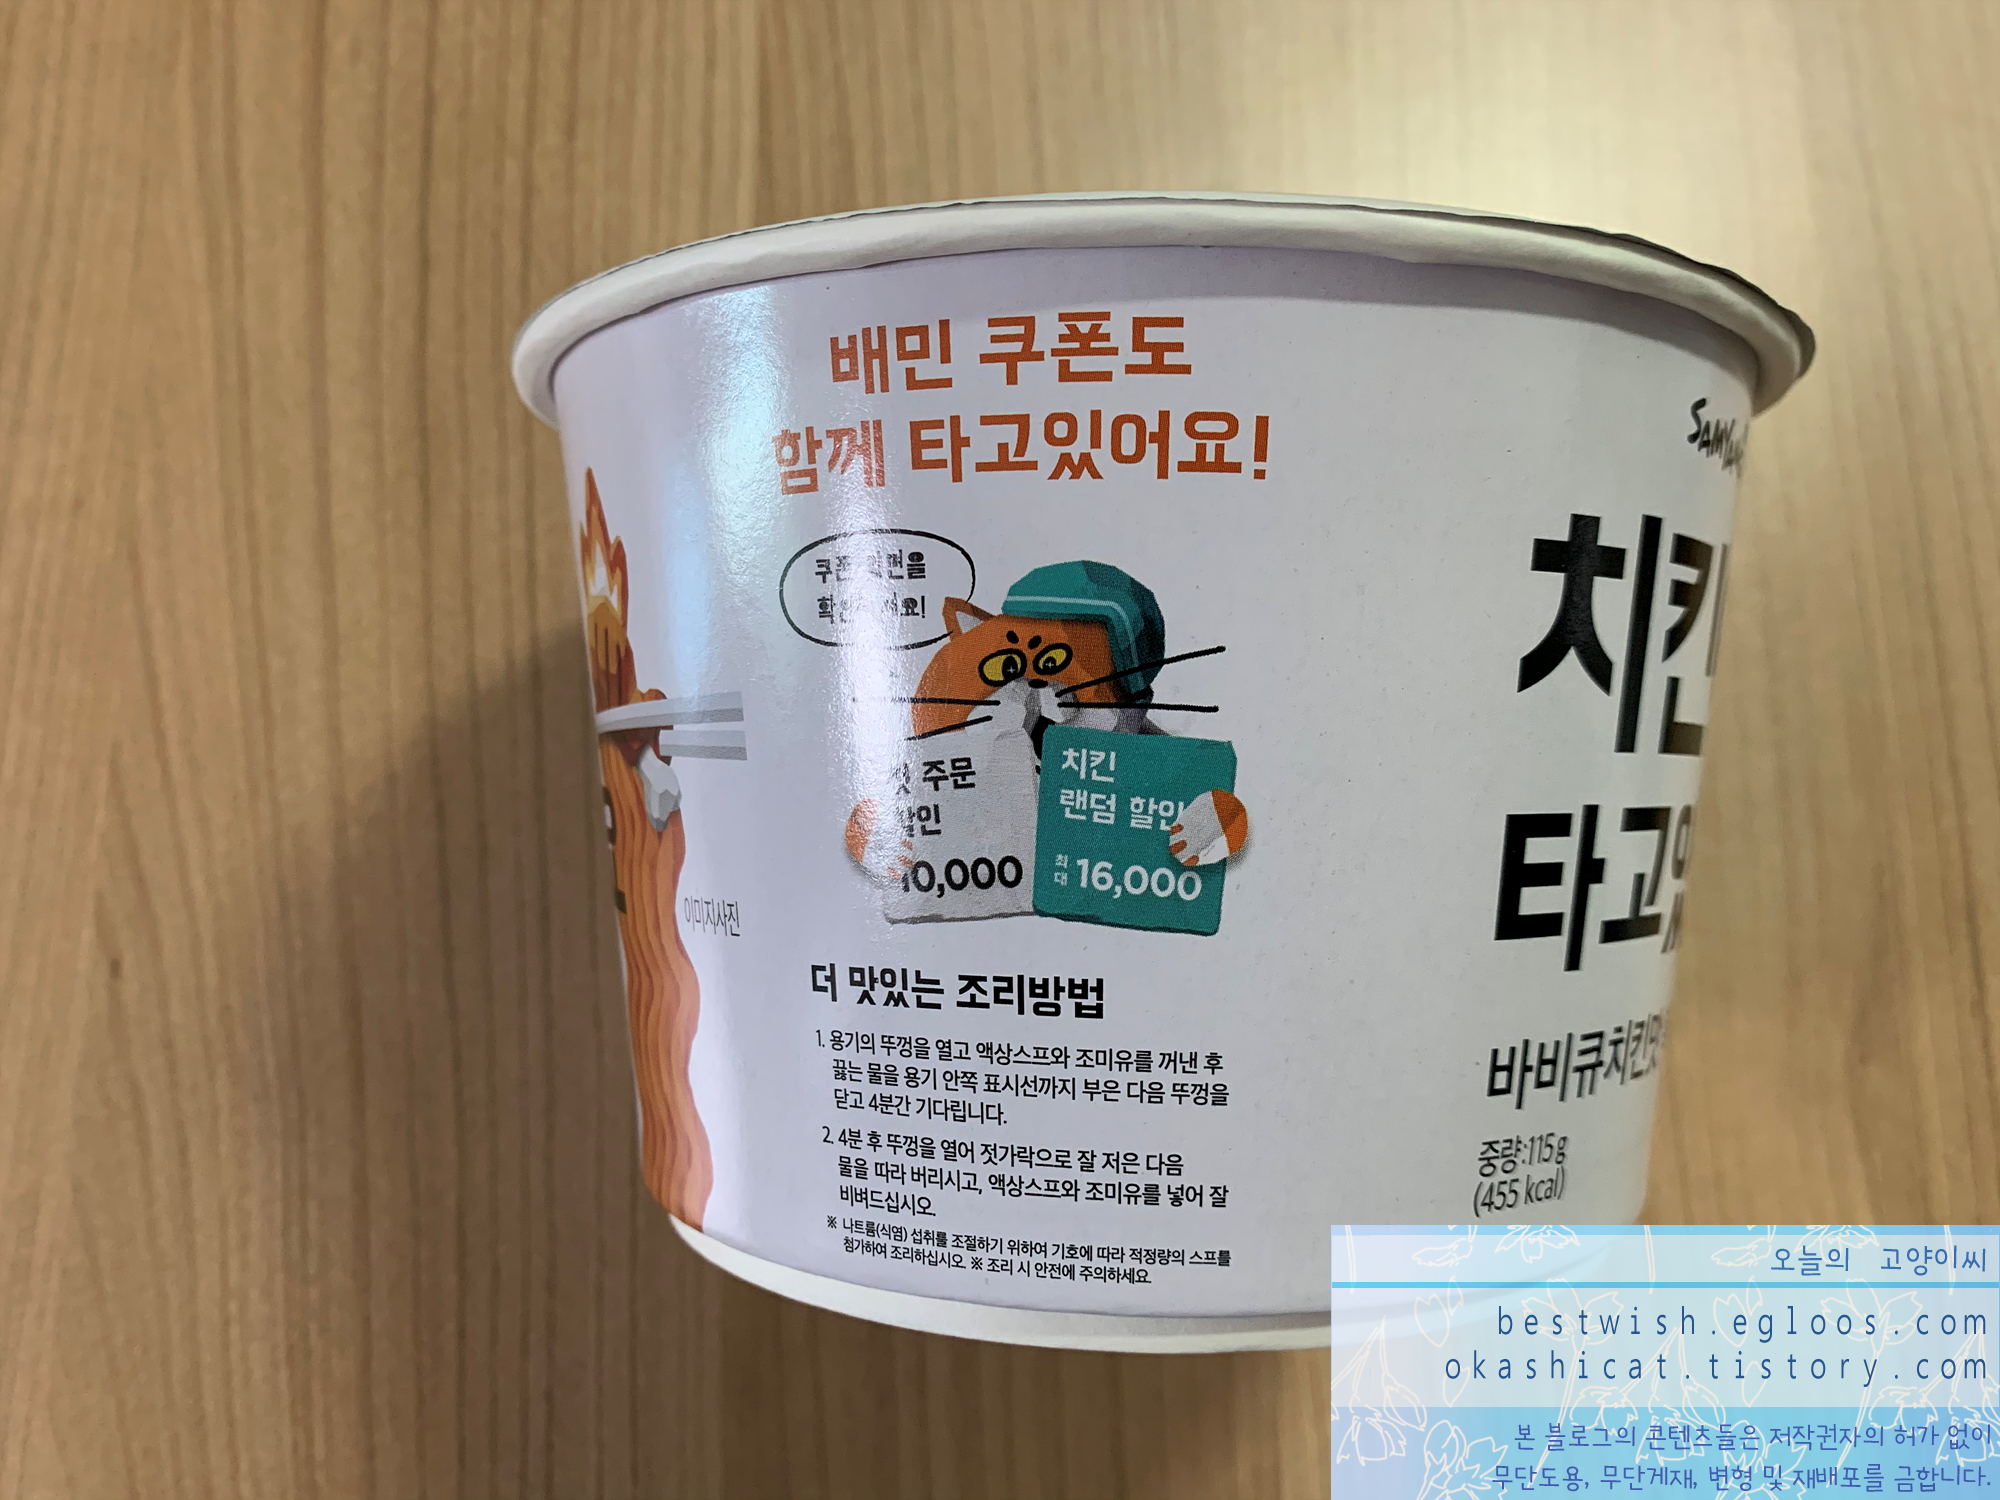 배민 쿠폰도
함께 타고있어요!
주문
할인
10,000
치킨
랜덤 할인
최대 16,000
이미지사진
더 맛있는 조리방법
1. 용기의 뚜껑을 열고 액상스프와 조미유를 꺼낸 후
끓는 물을 용기 안쪽 표시선까지 부은 다음 뚜껑을
닫고 4분간 기다립니다.
2. 4분 후 뚜껑을 열어 젓가락으로 잘 저은 다음
물을 따라 버리시고, 액상스프와 조미유를 넣어 잘
비벼드십시오.
※ 나트륨(식염) 섭취를 조절하기 위하여 기호에 따라 적정량의 스프를
첨가하여 조리하십시오. ※ 조리 시 안전에 주의하세요.
치킨
타고있
바비큐치킨맛
중량:115g
(455 kcal)
오늘의 고양이씨
bestwish.egloos.com
okashicat.tistory.com
본 블로그의 콘텐츠들은 저작권자의 허가 없이
무단도용, 무단게재, 변형 및 재배포를 금합니다.